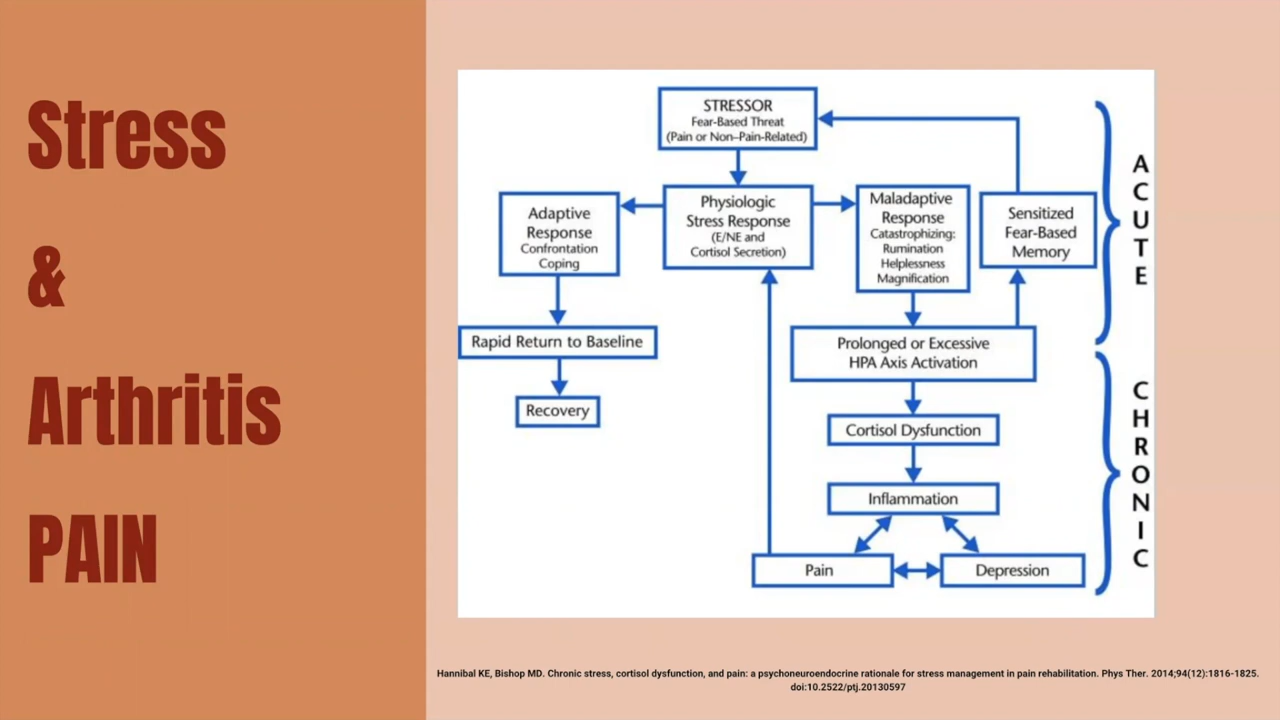 Stress
&
Arthritis
PAIN
STRESSOR
Fear-Based Threat
(Pain or Non–Pain-Related)
Adaptive
Response
Confrontation
Coping
Physiologic
Stress Response
(E/NE and
Cortisol Secretion)
Maladaptive
Response
Catastrophizing:
Rumination
Helplessness
Magnification
Sensitized
Fear-Based
Memory
ACUTE
Rapid Return to Baseline
Prolonged or Excessive
HPA Axis Activation
Recovery
Cortisol Dysfunction
Inflammation
Pain
Depression
CHRONIC
Hannibal KE, Bishop MD. Chronic stress, cortisol dysfunction, and pain: a psychoneuroendocrine rationale for stress management in pain rehabilitation. Phys Ther. 2014;94(12):1816-1825.
doi:10.2522/ptj.20130597